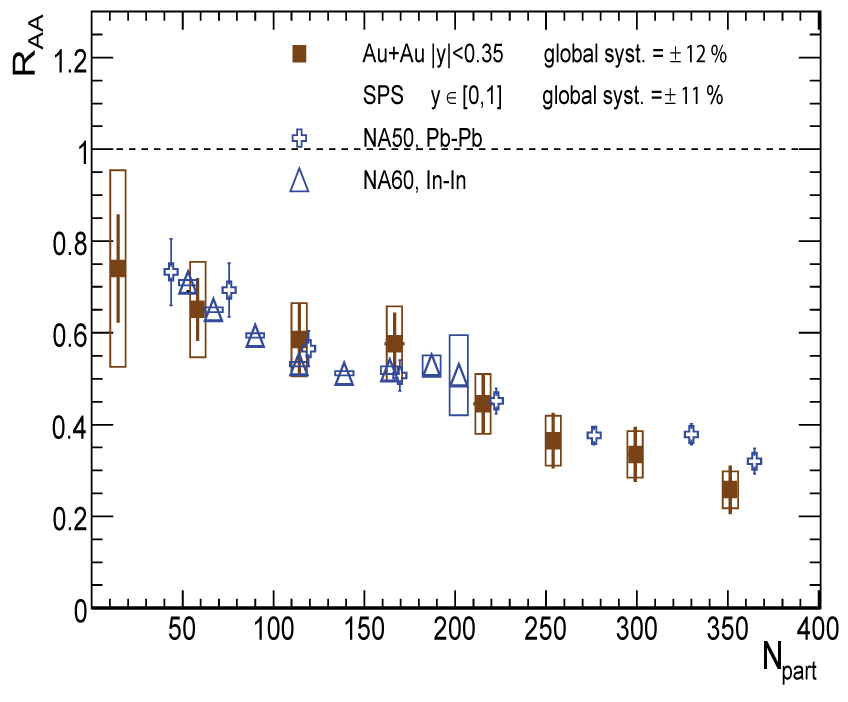 R_AA
Au+Au |y|<0.35 global syst. = ± 12 %
SPS y ∈ [0,1] global syst. = ± 11 %
NA50, Pb-Pb
NA60, In-In
1.2
1
0.8
0.6
0.4
0.2
0
50 100 150 200 250 300 350 400
N_part